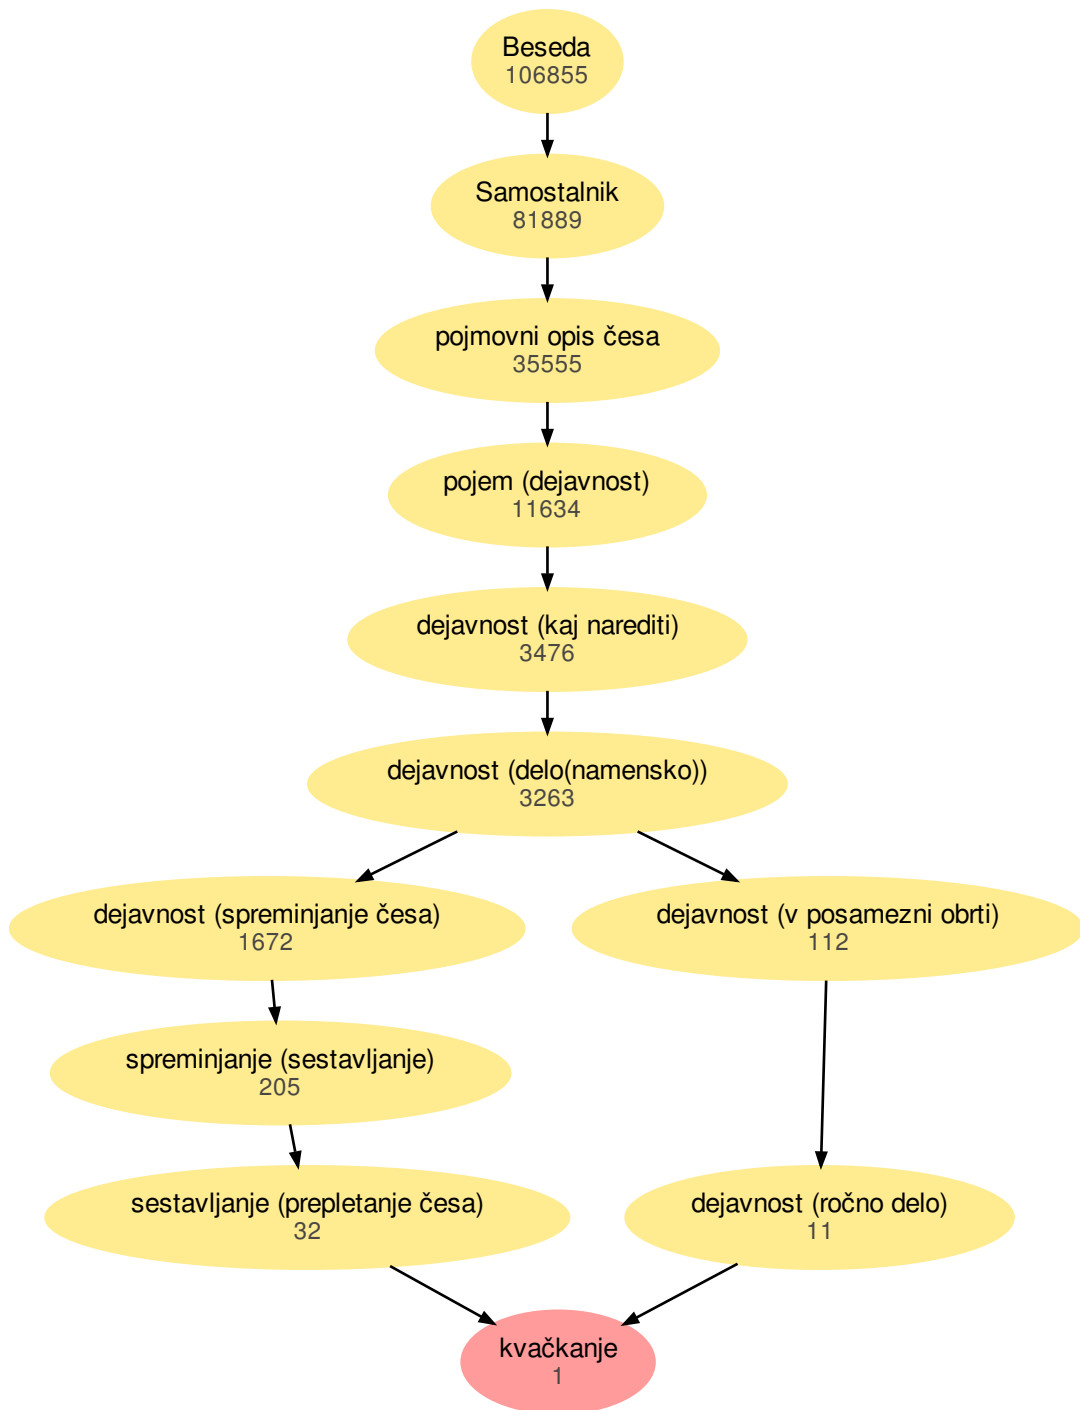 Beseda
106855
Samostalnik
81889
pojmovni opis česa
35555
pojem (dejavnost)
11634
dejavnost (kaj narediti)
3476
dejavnost (delo(namensko))
3263
dejavnost (spreminjanje česa)
1672
dejavnost (v posamezni obrti)
112
spreminjanje (sestavljanje)
205
sestavljanje (prepletanje česa)
32
dejavnost (ročno delo)
11
kvačkanje
1